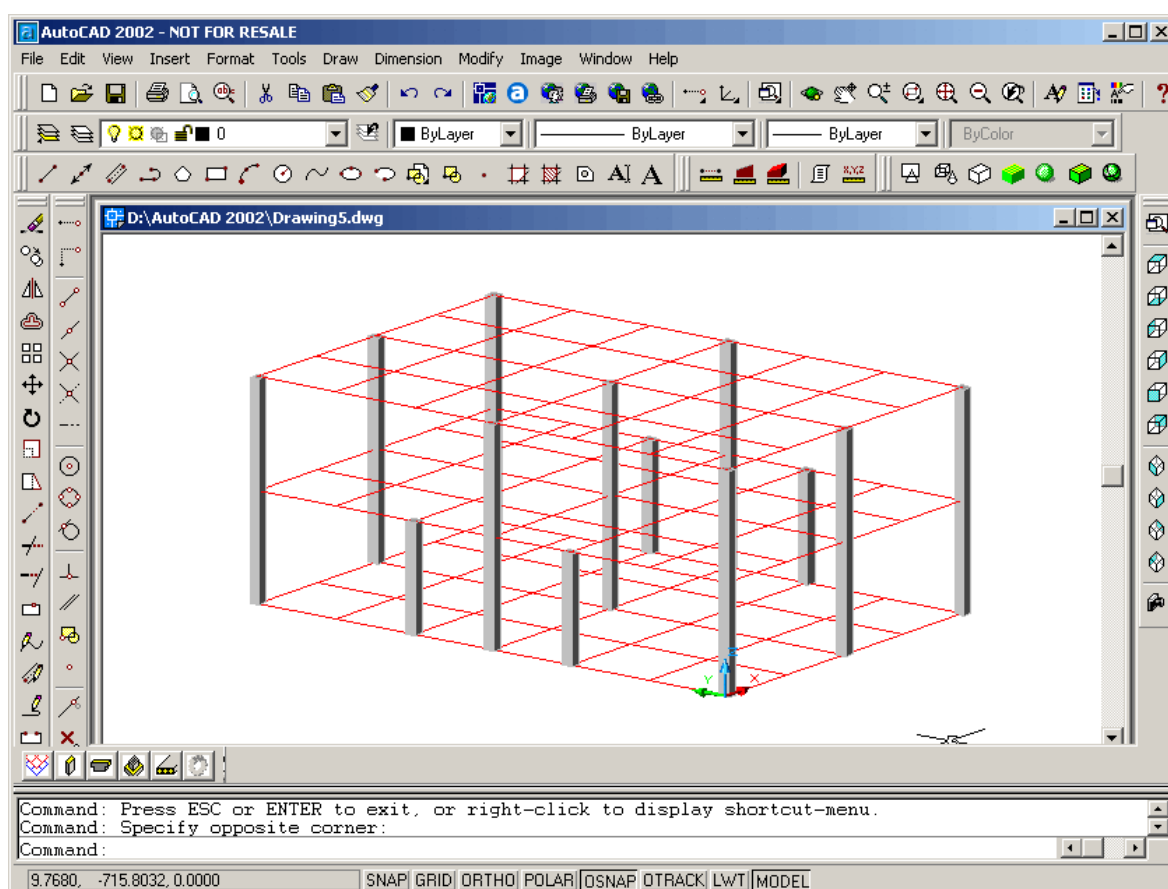 AutoCAD 2002 - NOT FOR RESALE
File Edit View Insert Format Tools Draw Dimension Modify Image Window Help
0 ByLayer ByLayer ByLayer ByColor
D:\AutoCAD 2002\Drawing5.dwg
Y X
Command: Press ESC or ENTER to exit, or right-click to display shortcut-menu.
Command: Specify opposite corner:
Command:
9.7680, -715.8032, 0.0000 SNAP GRID ORTHO POLAR OSNAP OTRACK LWT MODEL